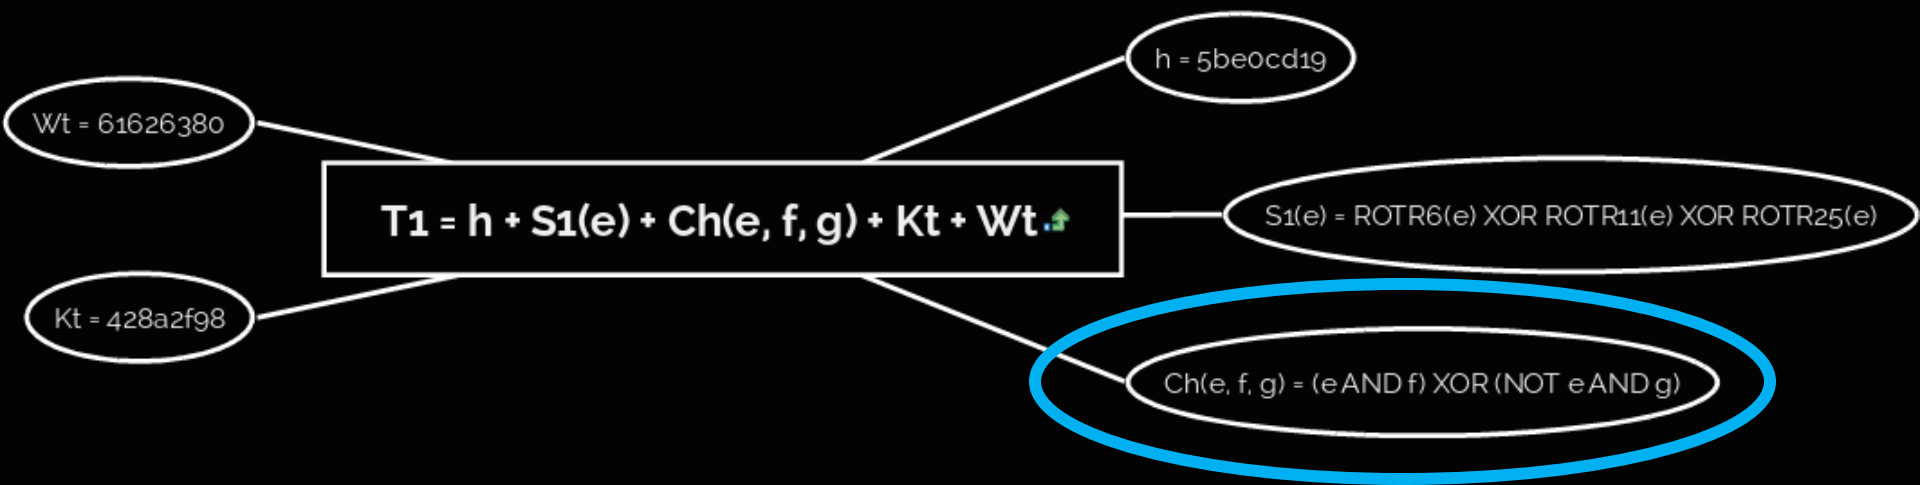 h = 5be0cd19
Wt = 61626380
T1 = h + S1(e) + Ch(e, f, g) + Kt + Wt
S1(e) = ROTR6(e) XOR ROTR11(e) XOR ROTR25(e)
Kt = 428a2f98
Ch(e, f, g) = (e AND f) XOR (NOT e AND g)